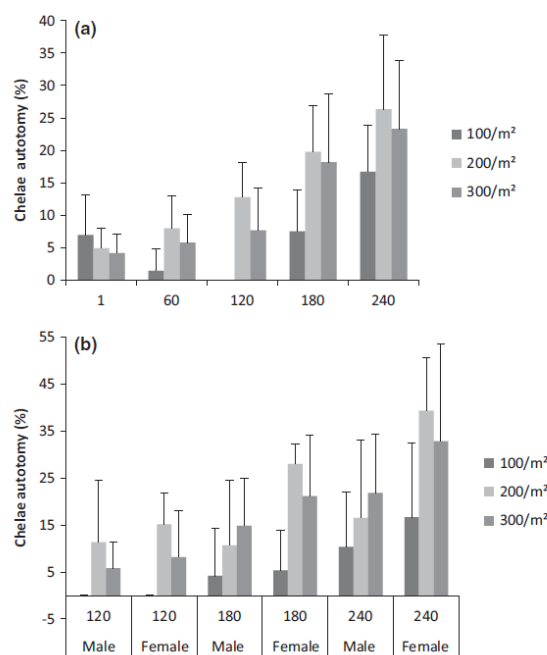 (a)
Chelae autotomy (%)
40
35
30
25
20
15
10
5
0
1 60 120 180 240
100/m²
200/m²
300/m²
(b)
Chelae autotomy (%)
55
45
35
25
15
5
-5
120 120 180 180 240 240
Male Female Male Female Male Female
100/m²
200/m²
300/m²